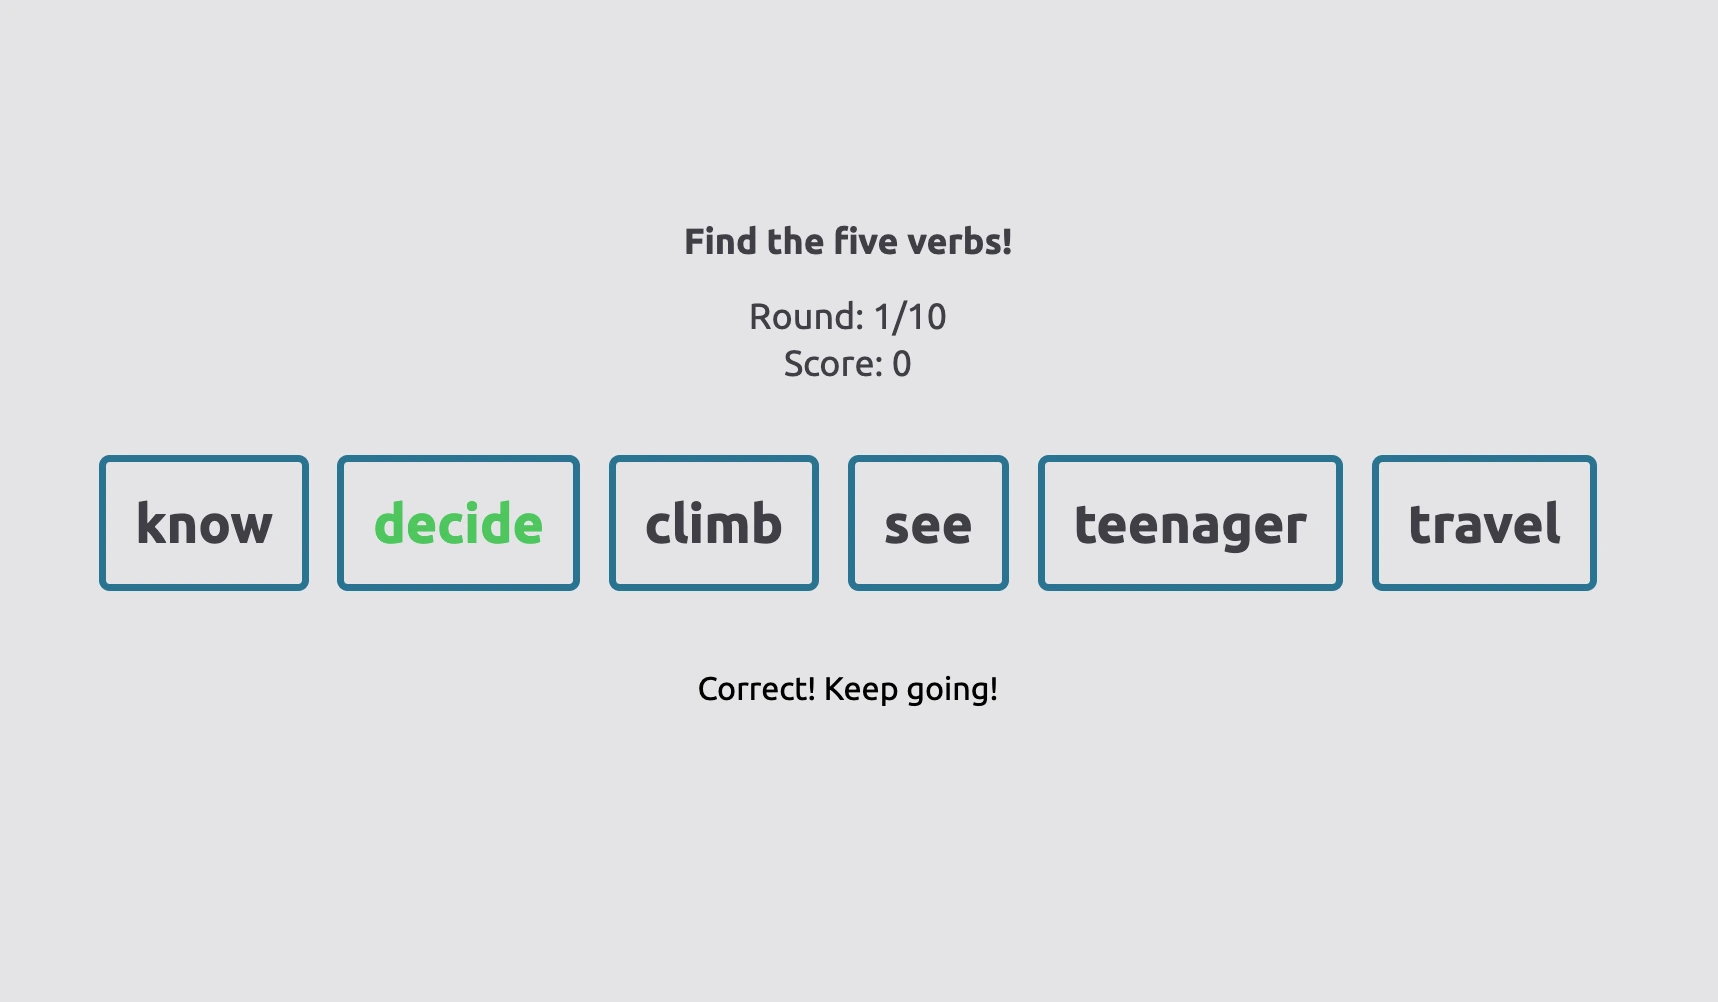 Find the five verbs!
Round: 1/10
Score: 0
know decide climb see teenager travel
Correct! Keep going!